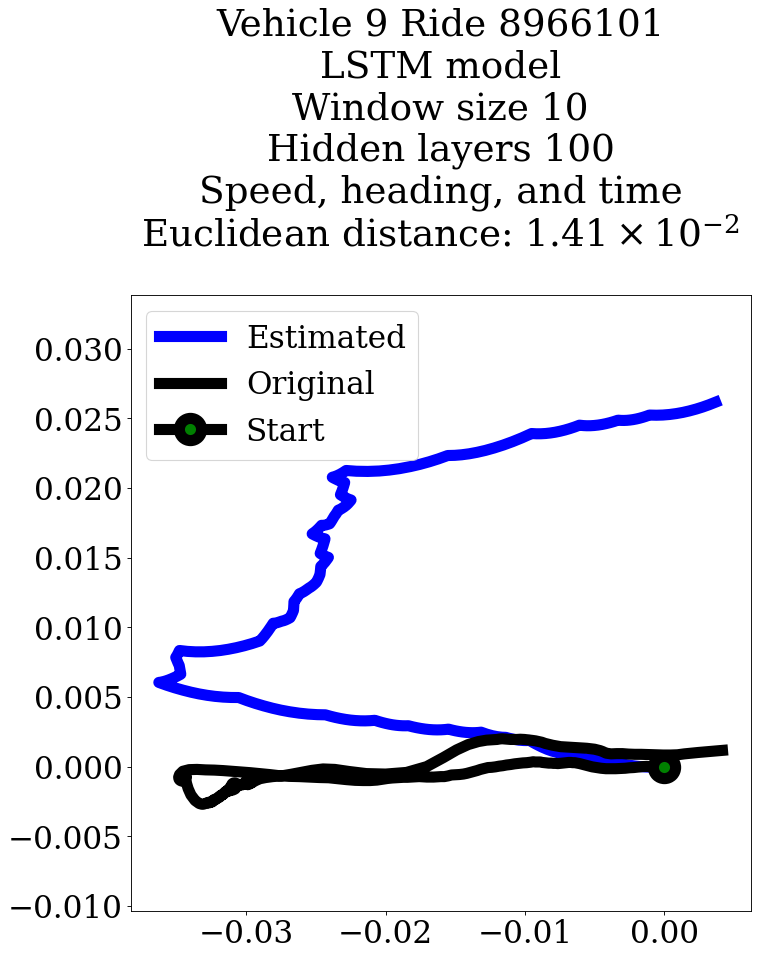 Vehicle 9 Ride 8966101
LSTM model
Window size 10
Hidden layers 100
Speed, heading, and time
Euclidean distance: 1.41 × 10⁻²
Estimated
Original
Start
0.030
0.025
0.020
0.015
0.010
0.005
0.000
−0.005
−0.010
−0.03 −0.02 −0.01 0.00